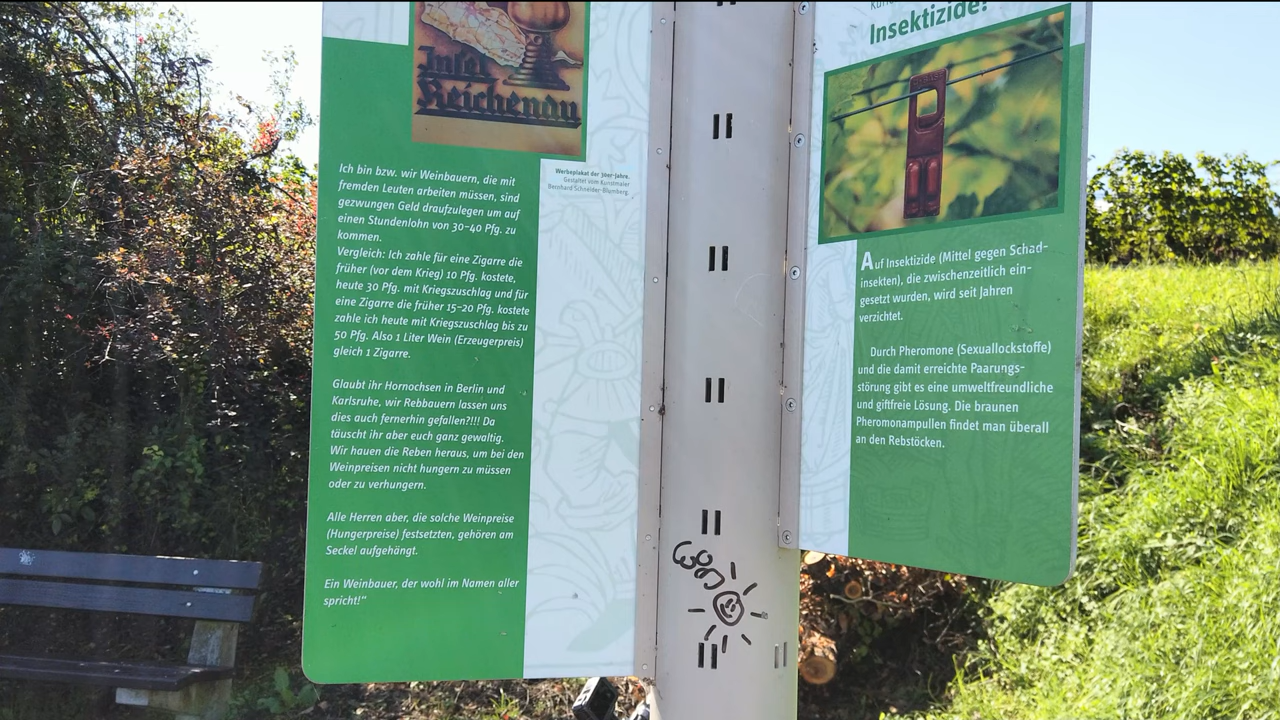 Insel
Reichenau
Werbeplakat der 30er-Jahre.
Gestaltet vom Kunstmaler
Bernhard Schneider-Blumberg.
Ich bin bzw. wir Weinbauern, die mit
fremden Leuten arbeiten müssen, sind
gezwungen Geld draufzulegen um auf
einen Stundenlohn von 30–40 Pfg. zu
kommen.
Vergleich: Ich zahle für eine Zigarre die
früher (vor dem Krieg) 10 Pfg. kostete,
heute 30 Pfg. mit Kriegszuschlag und für
eine Zigarre die früher 15–20 Pfg. kostete
zahle ich heute mit Kriegszuschlag bis zu
50 Pfg. Also 1 Liter Wein (Erzeugerpreis)
gleich 1 Zigarre.
Glaubt ihr Hornochsen in Berlin und
Karlsruhe, wir Rebbauern lassen uns
dies auch fernerhin gefallen?!!! Da
täuscht ihr aber euch ganz gewaltig.
Wir hauen die Reben heraus, um bei den
Weinpreisen nicht hungern zu müssen
oder zu verhungern.
Alle Herren aber, die solche Weinpreise
(Hungerpreise) festsetzten, gehören am
Seckel aufgehängt.
Ein Weinbauer, der wohl im Namen aller
spricht!“
Insektizide?
Auf Insektizide (Mittel gegen Schad-
insekten), die zwischenzeitlich ein-
gesetzt wurden, wird seit Jahren
verzichtet.
Durch Pheromone (Sexuallockstoffe)
und die damit erreichte Paarungs-
störung gibt es eine umweltfreundliche
und giftfreie Lösung. Die braunen
Pheromonampullen findet man überall
an den Rebstöcken.